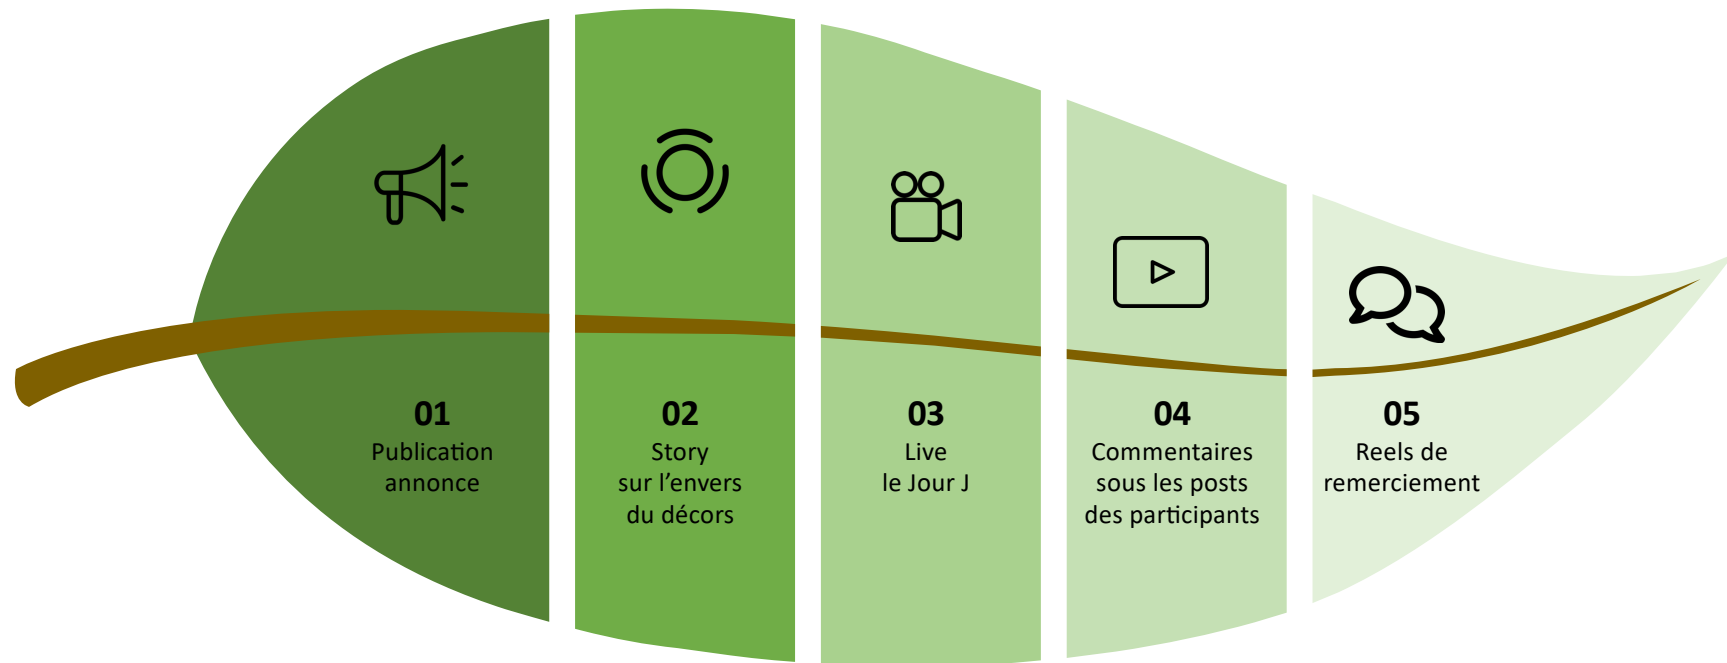 01
Publication
annonce
02
Story
sur l’envers
du décors
03
Live
le Jour J
04
Commentaires
sous les posts
des participants
05
Reels de
remerciement